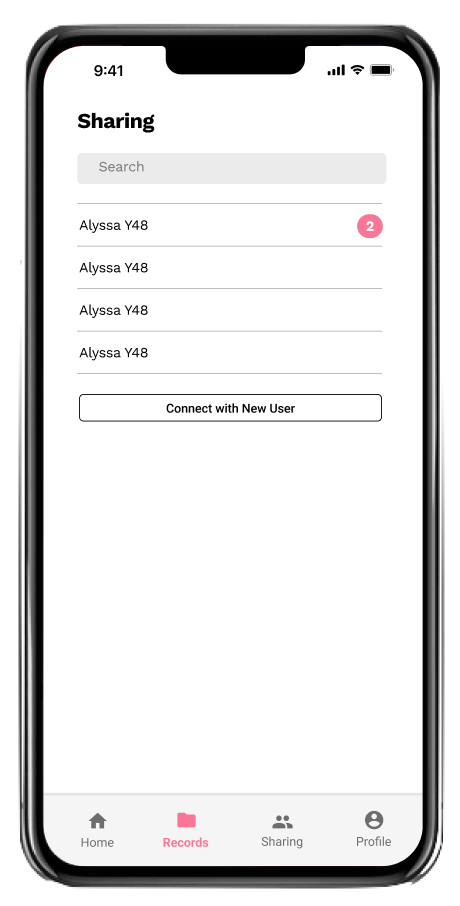 9:41
Sharing
Search
Alyssa Y48 2
Alyssa Y48
Alyssa Y48
Alyssa Y48
Connect with New User
Home Records Sharing Profile